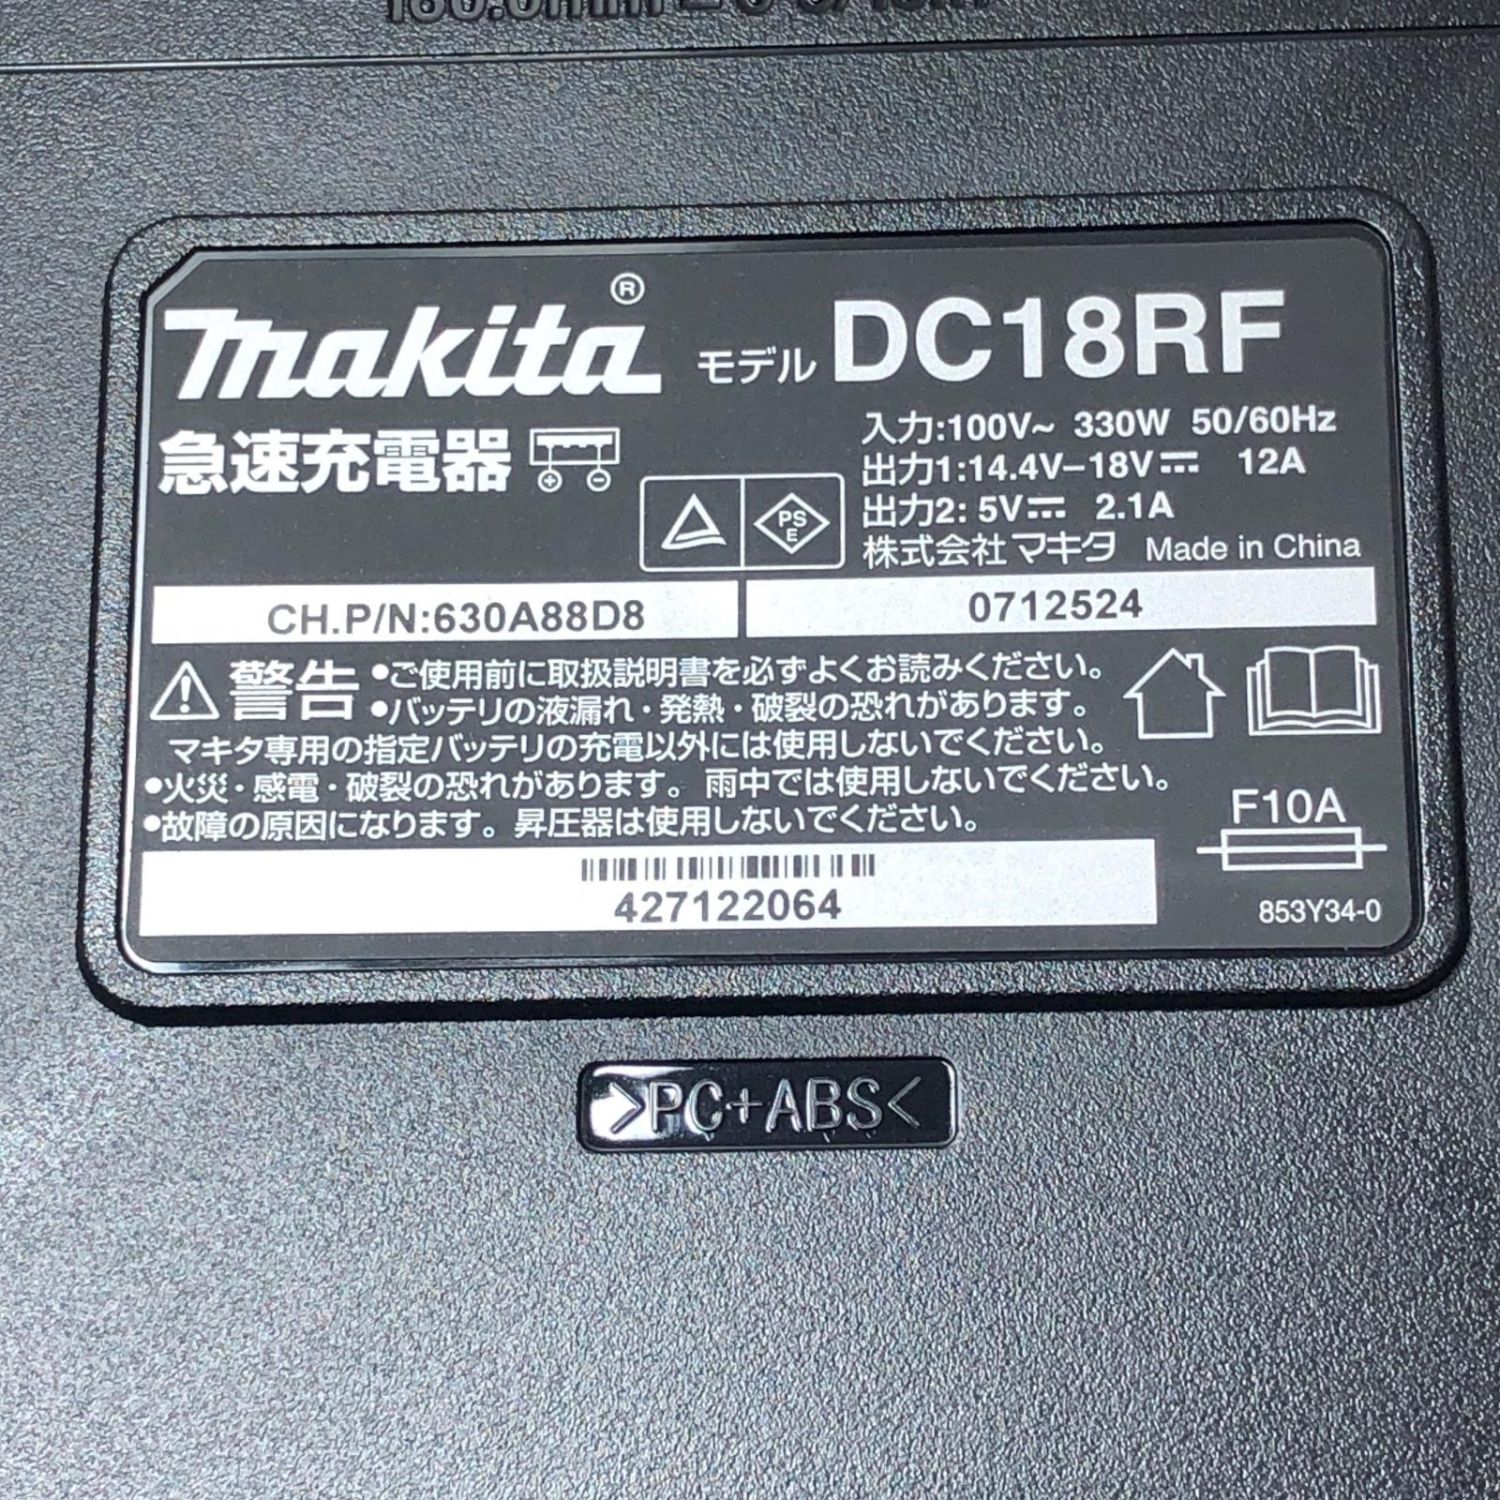 makita®
モデル DC18RF
急速充電器
入力:100V~ 330W 50/60Hz
出力1:14.4V–18V⎓ 12A
出力2: 5V⎓ 2.1A
PS
E
株式会社 マキタ Made in China
CH.P/N:630A88D8
0712524
警告 •ご使用前に取扱説明書を必ずよくお読みください。
•バッテリの液漏れ・発熱・破裂の恐れがあります。
マキタ専用の指定バッテリの充電以外には使用しないでください。
•火災・感電・破裂の恐れがあります。雨中では使用しないでください。
•故障の原因になります。昇圧器は使用しないでください。
F10A
427122064
853Y34-0
>PC+ABS<